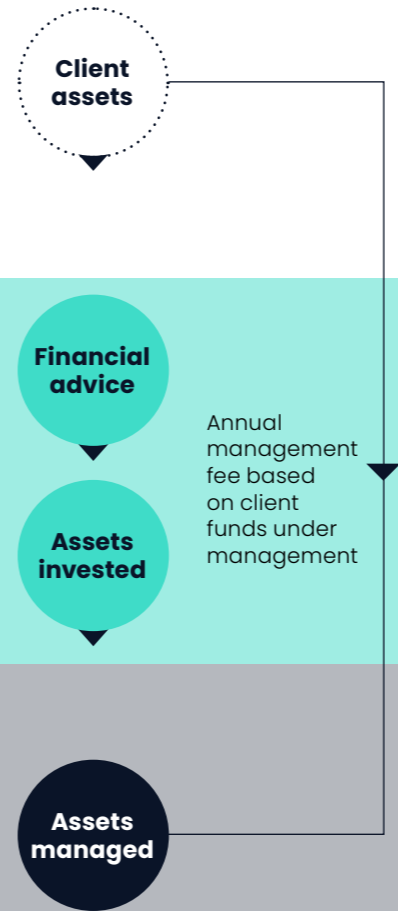 Client
assets
Financial
advice
Annual
management
fee based
on client
funds under
management
Assets
invested
Assets
managed